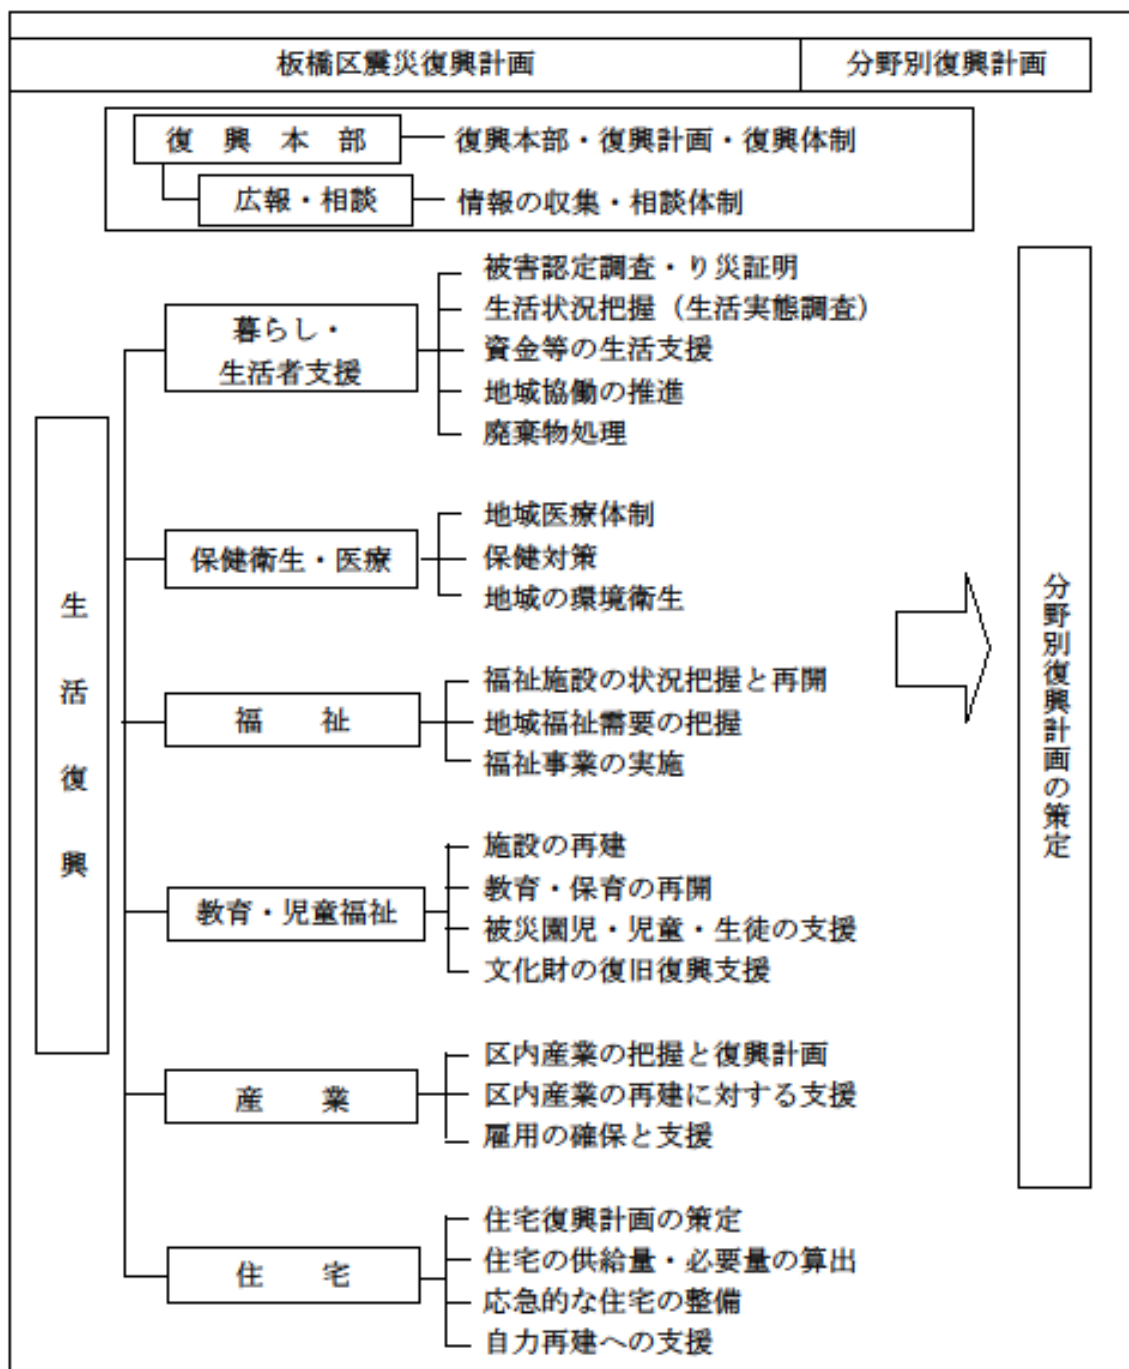 板橋区震災復興計画
分野別復興計画
復興本部
復興本部・復興計画・復興体制
広報・相談
情報の収集・相談体制
生活復興
暮らし・
生活者支援
被害認定調査・り災証明
生活状況把握（生活実態調査）
資金等の生活支援
地域協働の推進
廃棄物処理
保健衛生・医療
地域医療体制
保健対策
地域の環境衛生
福祉
福祉施設の状況把握と再開
地域福祉需要の把握
福祉事業の実施
教育・児童福祉
施設の再建
教育・保育の再開
被災園児・児童・生徒の支援
文化財の復旧復興支援
産業
区内産業の把握と復興計画
区内産業の再建に対する支援
雇用の確保と支援
住宅
住宅復興計画の策定
住宅の供給量・必要量の算出
応急的な住宅の整備
自力再建への支援
分野別復興計画の策定